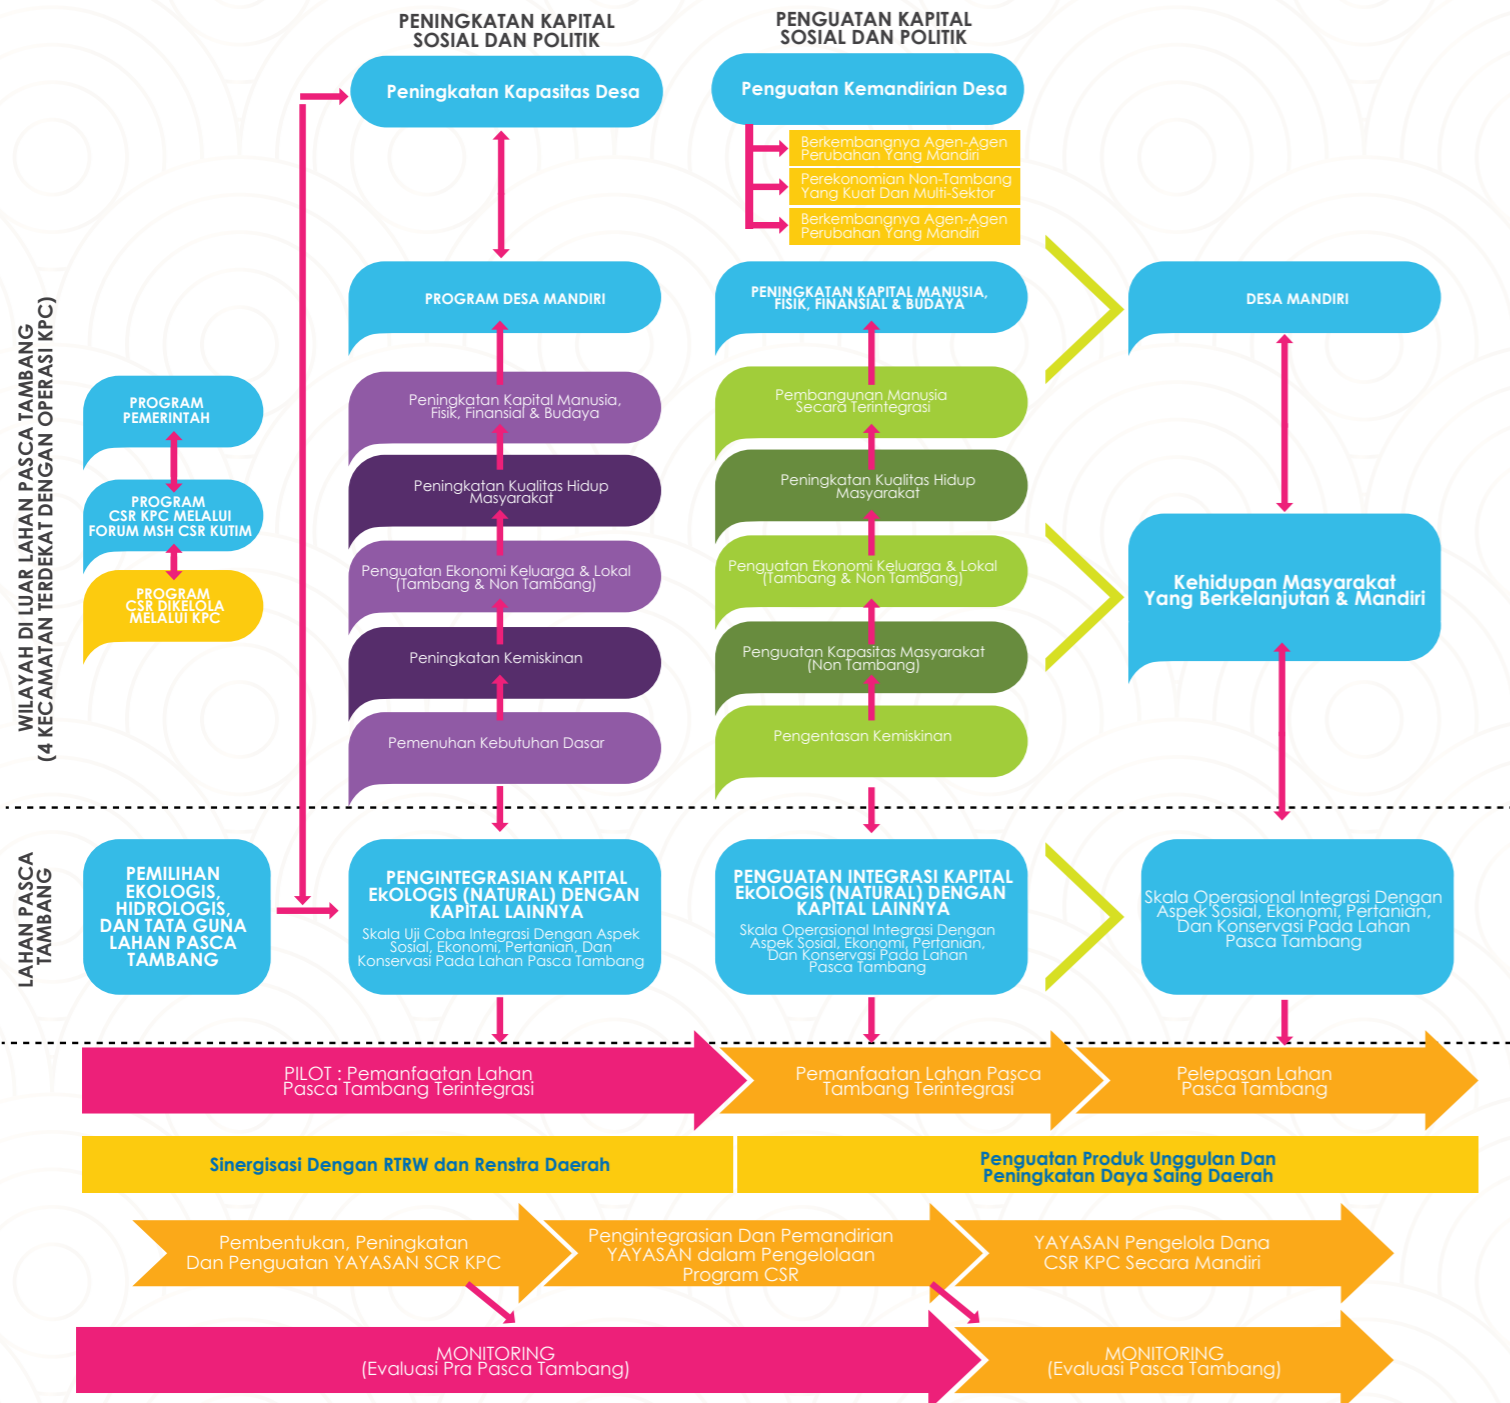 PENINGKATAN KAPITAL
SOSIAL DAN POLITIK
Peningkatan Kapasitas Desa
PENGUATAN KAPITAL
SOSIAL DAN POLITIK
Penguatan Kemandirian Desa
Berkembangnya Agen-Agen
Perubahan Yang Mandiri
Perekonomian Non-Tambang
Yang Kuat Dan Multi-Sektor
Berkembangnya Agen-Agen
Perubahan Yang Mandiri
WILAYAH DI LUAR LAHAN PASCA TAMBANG
(4 KECAMATAN TERDEKAT DENGAN OPERASI KPC)
PROGRAM
PEMERINTAH
PROGRAM
CSR KPC MELALUI
FORUM MSH CSR KUTIM
PROGRAM
CSR DIKELOLA
MELALUI KPC
PROGRAM DESA MANDIRI
Peningkatan Kapital Manusia,
Fisik, Finansial & Budaya
Peningkatan Kualitas Hidup
Masyarakat
Penguatan Ekonomi Keluarga & Lokal
(Tambang & Non Tambang)
Peningkatan Kemiskinan
Pemenuhan Kebutuhan Dasar
PENINGKATAN KAPITAL MANUSIA,
FISIK, FINANSIAL & BUDAYA
Pembangunan Manusia
Secara Terintegrasi
Peningkatan Kualitas Hidup
Masyarakat
Penguatan Ekonomi Keluarga & Lokal
(Tambang & Non Tambang)
Penguatan Kapasitas Masyarakat
(Non Tambang)
Pengentasan Kemiskinan
DESA MANDIRI
Kehidupan Masyarakat
Yang Berkelanjutan & Mandiri
LAHAN PASCA
TAMBANG
PEMILIHAN
EKOLOGIS,
HIDROLOGIS,
DAN TATA GUNA
LAHAN PASCA
TAMBANG
PENGINTEGRASIAN KAPITAL
EkOLOGIS (NATURAL) DENGAN
KAPITAL LAINNYA
Skala Uji Coba Integrasi Dengan Aspek
Sosial, Ekonomi, Pertanian, Dan
Konservasi Pada Lahan Pasca Tambang
PENGUATAN INTEGRASI KAPITAL
EkOLOGIS (NATURAL) DENGAN
KAPITAL LAINNYA
Skala Operasional Integrasi Dengan
Aspek Sosial, Ekonomi, Pertanian,
Dan Konservasi Pada Lahan
Pasca Tambang
Skala Operasional Integrasi Dengan
Aspek Sosial, Ekonomi, Pertanian,
Dan Konservasi Pada Lahan
Pasca Tambang
PILOT : Pemanfaatan Lahan
Pasca Tambang Terintegrasi
Pemanfaatan Lahan Pasca
Tambang Terintegrasi
Pelepasan Lahan
Pasca Tambang
Sinergisasi Dengan RTRW dan Renstra Daerah
Penguatan Produk Unggulan Dan
Peningkatan Daya Saing Daerah
Pembentukan, Peningkatan
Dan Penguatan YAYASAN SCR KPC
Pengintegrasian Dan Pemandirian
YAYASAN dalam Pengelolaan
Program CSR
YAYASAN Pengelola Dana
CSR KPC Secara Mandiri
MONITORING
(Evaluasi Pra Pasca Tambang)
MONITORING
(Evaluasi Pasca Tambang)